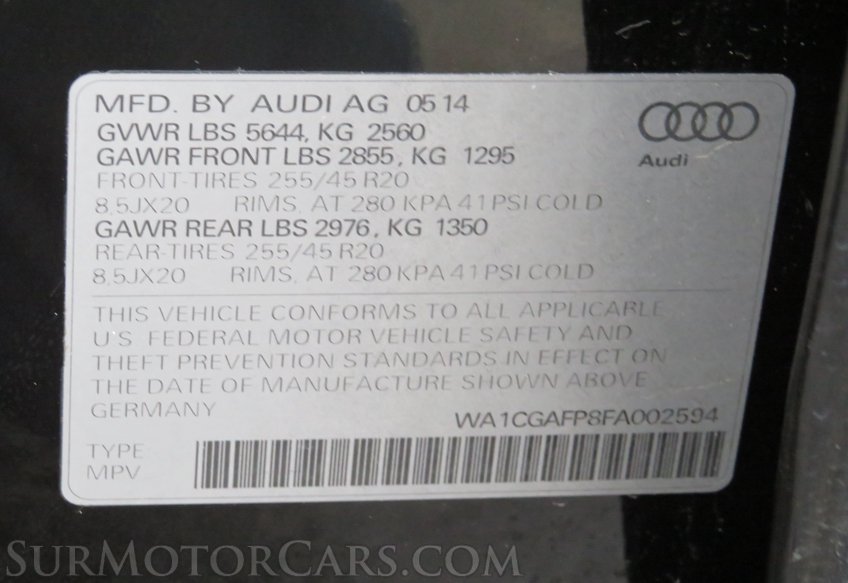 MFD. BY AUDI AG 05 14
GVWR LBS 5644, KG 2560
GAWR FRONT LBS 2855, KG 1295
FRONT-TIRES 255/45 R20
8,5JX20 RIMS, AT 280 KPA 41 PSI COLD
GAWR REAR LBS 2976, KG 1350
REAR-TIRES 255/45 R20
8,5JX20 RIMS, AT 280 KPA 41 PSI COLD
Audi
THIS VEHICLE CONFORMS TO ALL APPLICABLE
U.S. FEDERAL MOTOR VEHICLE SAFETY AND
THEFT PREVENTION STANDARDS IN EFFECT ON
THE DATE OF MANUFACTURE SHOWN ABOVE
GERMANY
WA1CGAFP8FA002594
TYPE
MPV
SURMOTORCARS.COM